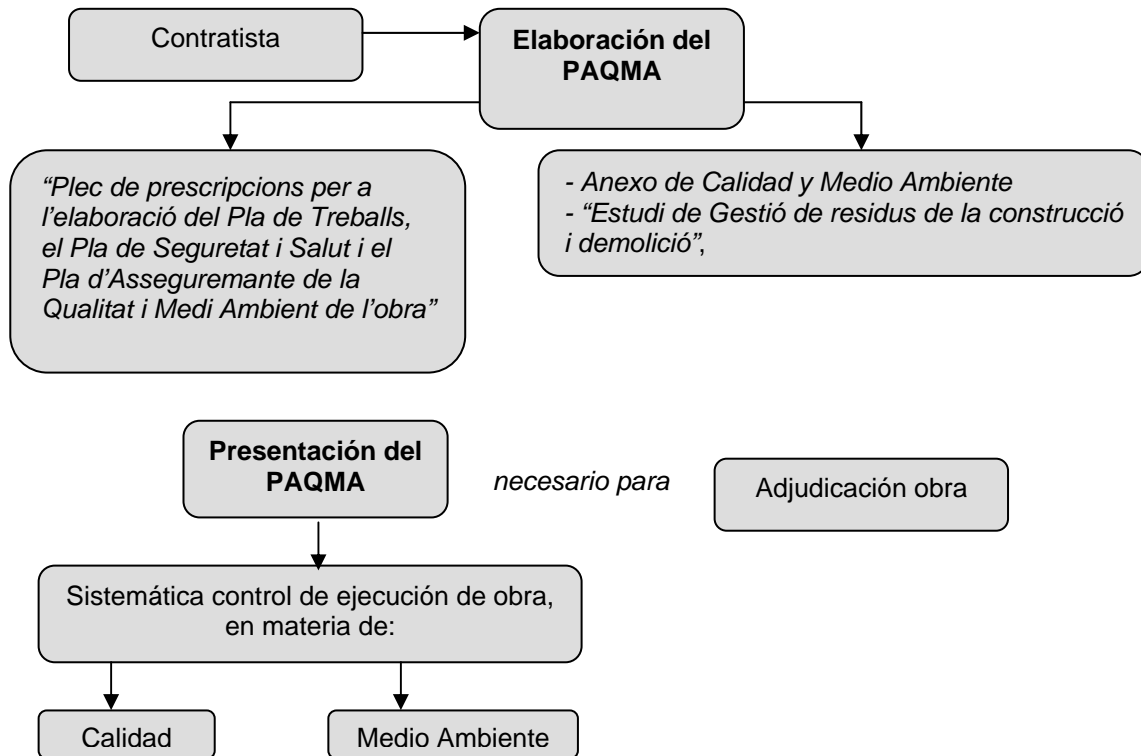 Contratista
Elaboración del
PAQMA
“Plec de prescripcions per a
l’elaboració del Pla de Treballs,
el Pla de Seguretat i Salut i el
Pla d’Asseguremante de la
Qualitat i Medi Ambient de l’obra”
- Anexo de Calidad y Medio Ambiente
- “Estudi de Gestió de residus de la construcció
i demolició”,
Presentación del
PAQMA
necesario para
Adjudicación obra
Sistemática control de ejecución de obra,
en materia de:
Calidad
Medio Ambiente